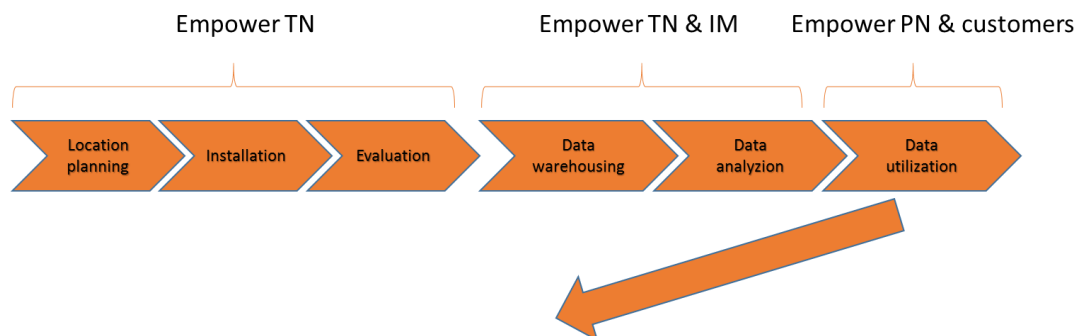 Empower TN
Empower TN & IM
Empower PN & customers
Location
planning
Installation
Evaluation
Data
warehousing
Data
analyzion
Data
utilization